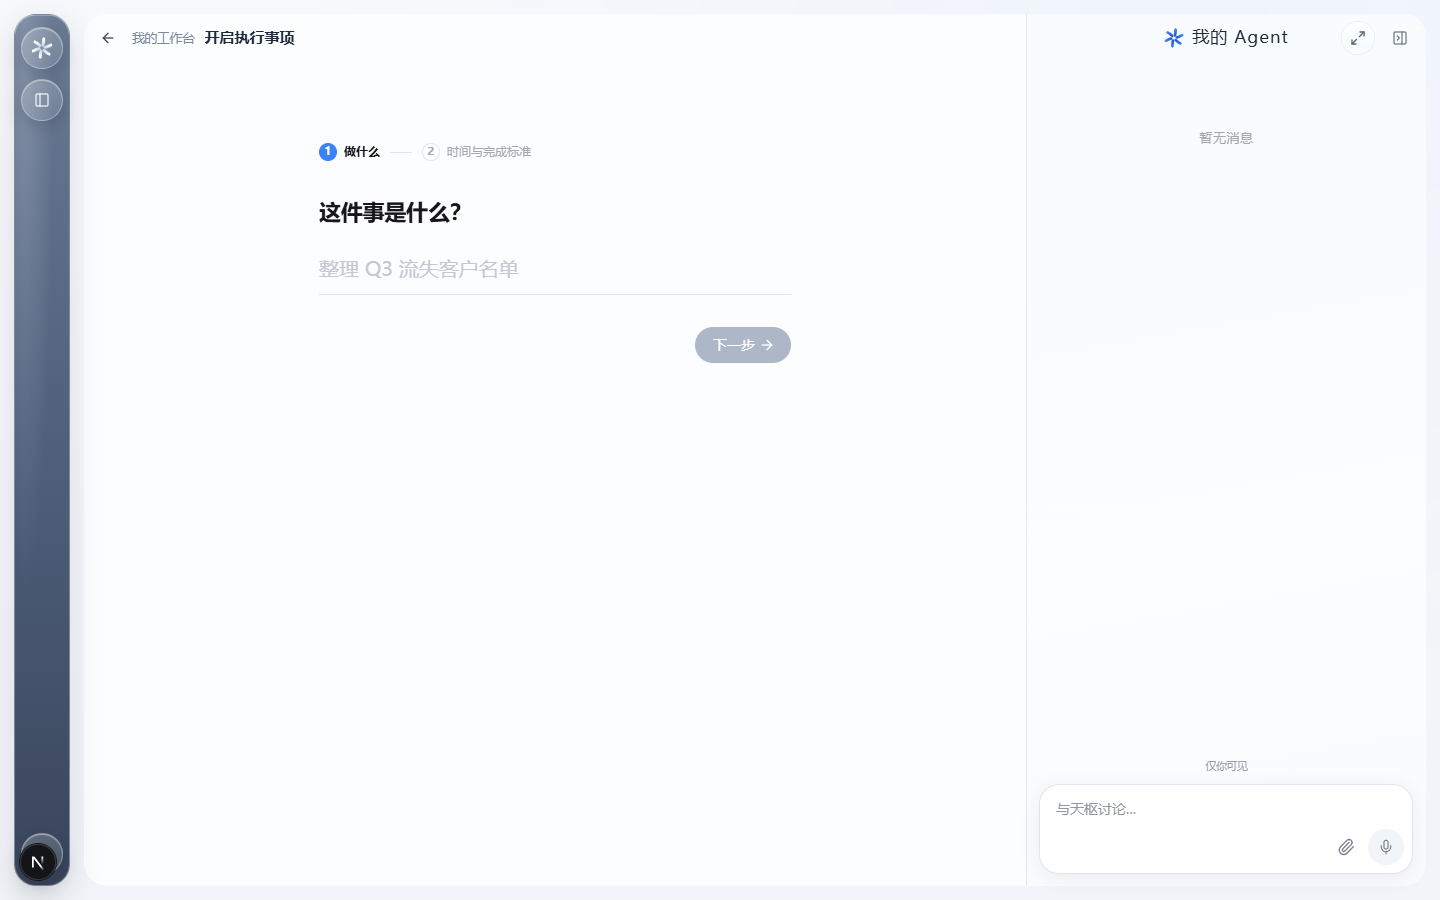 我的工作台 开启执行事项
1 做什么 2 时间与完成标准
这件事是什么？
整理 Q3 流失客户名单
下一步
N
我的 Agent
暂无消息
仅你可见
与天枢讨论...